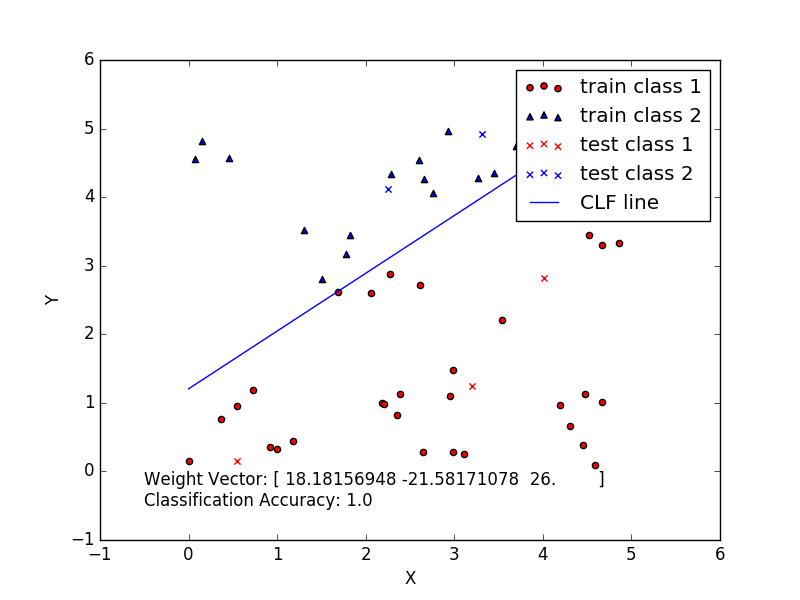 6
5
4
3
2
1
0
−1
−1 0 1 2 3 4 5 6
X
Y
train class 1
train class 2
test class 1
test class 2
CLF line
Weight Vector: [ 18.18156948 -21.58171078 26. ]
Classification Accuracy: 1.0